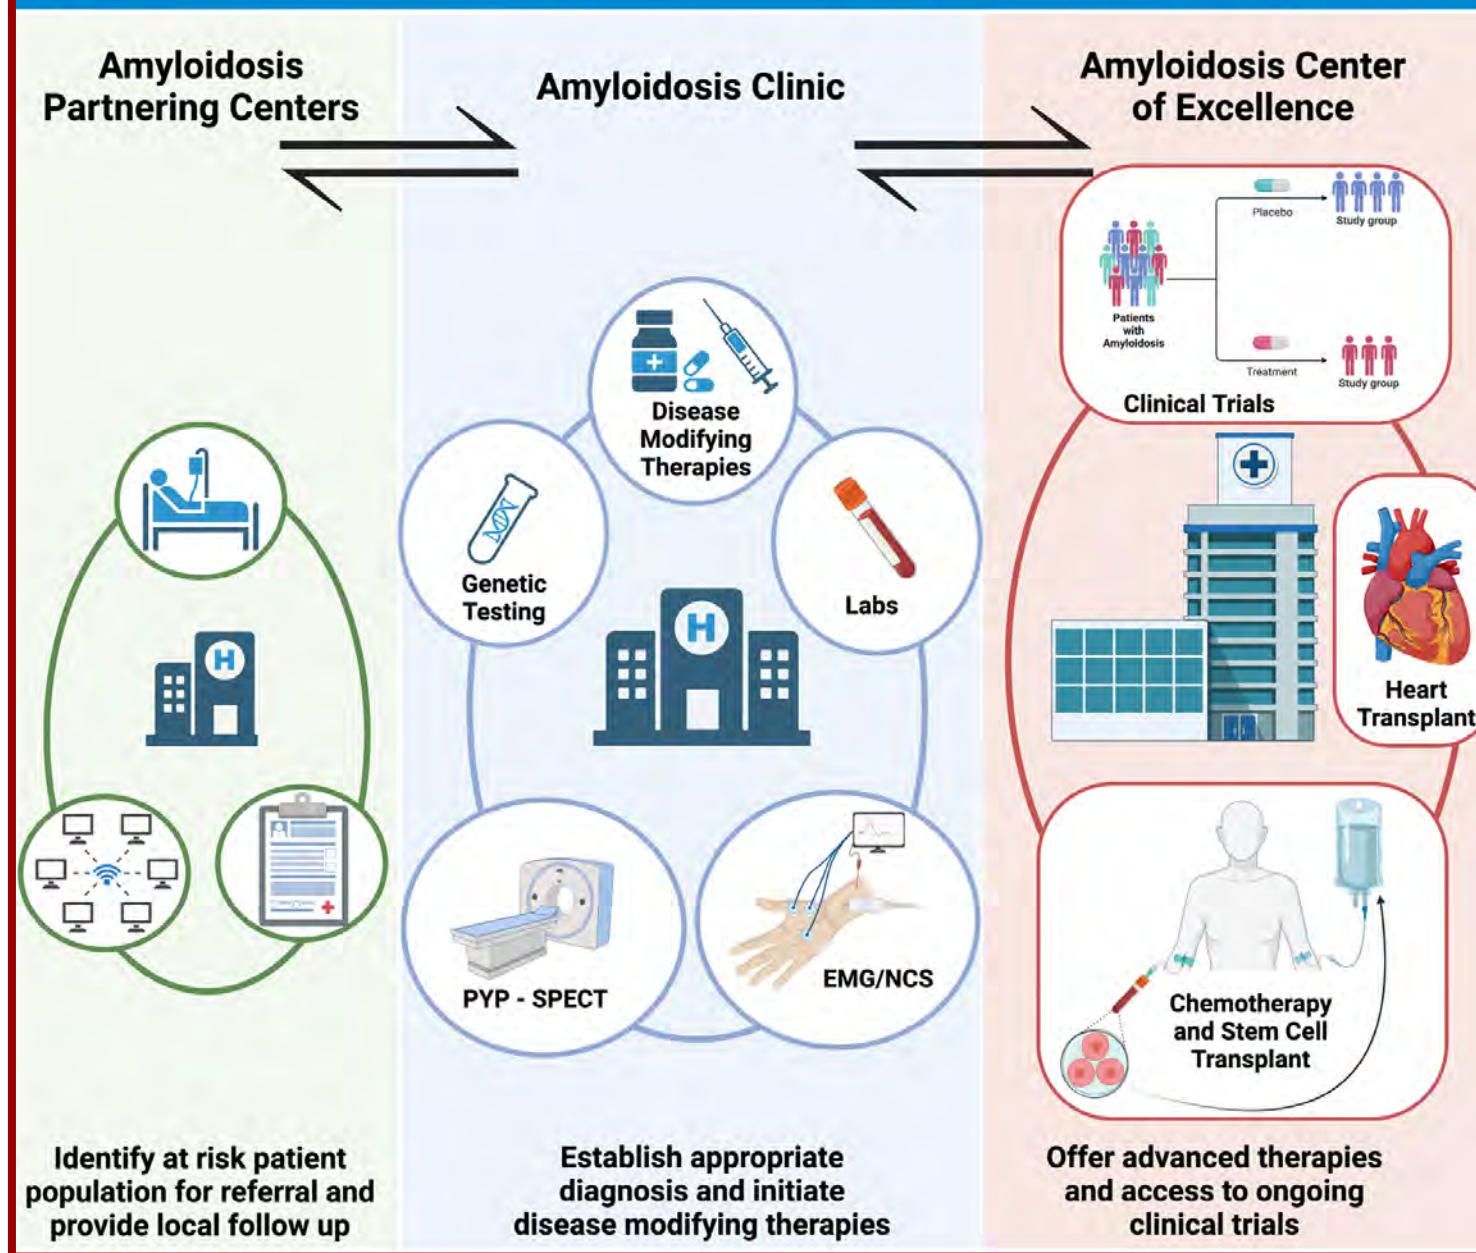 Amyloidosis
Partnering Centers
Amyloidosis Clinic
Amyloidosis Center
of Excellence
Placebo
Study group
Patients
with
Amyloidosis
Treatment
Study group
Clinical Trials
Disease
Modifying
Therapies
Genetic
Testing
Labs
H
H
Heart
Transplant
PYP - SPECT
EMG/NCS
Chemotherapy
and Stem Cell
Transplant
Identify at risk patient
population for referral and
provide local follow up
Establish appropriate
diagnosis and initiate
disease modifying therapies
Offer advanced therapies
and access to ongoing
clinical trials